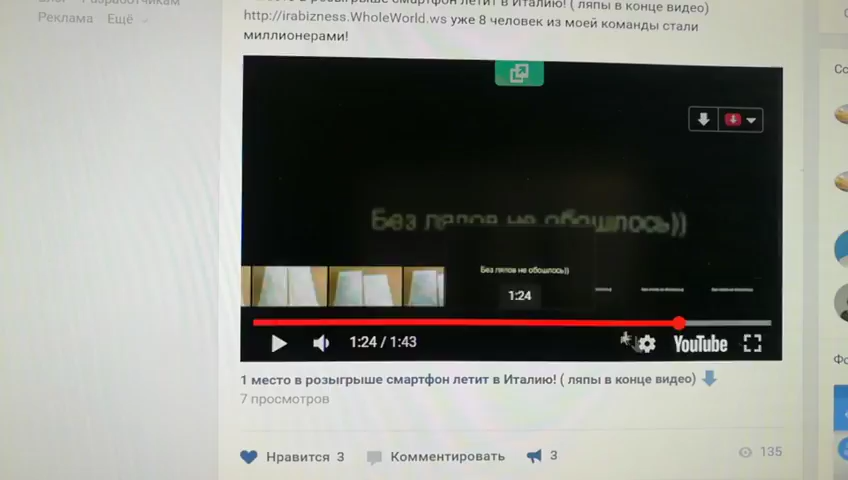 Реклама Ещё
1 место в розыгрыше смартфон летит в Италию! ( ляпы в конце видео)
http://irabizness.WholeWorld.ws уже 8 человек из моей команды стали
миллионерами!
Без ляпов не обошлось))
Без ляпов не обошлось))
1:24
1:24 / 1:43
YouTube
1 место в розыгрыше смартфон летит в Италию! ( ляпы в конце видео)
7 просмотров
Нравится 3
Комментировать
3
135